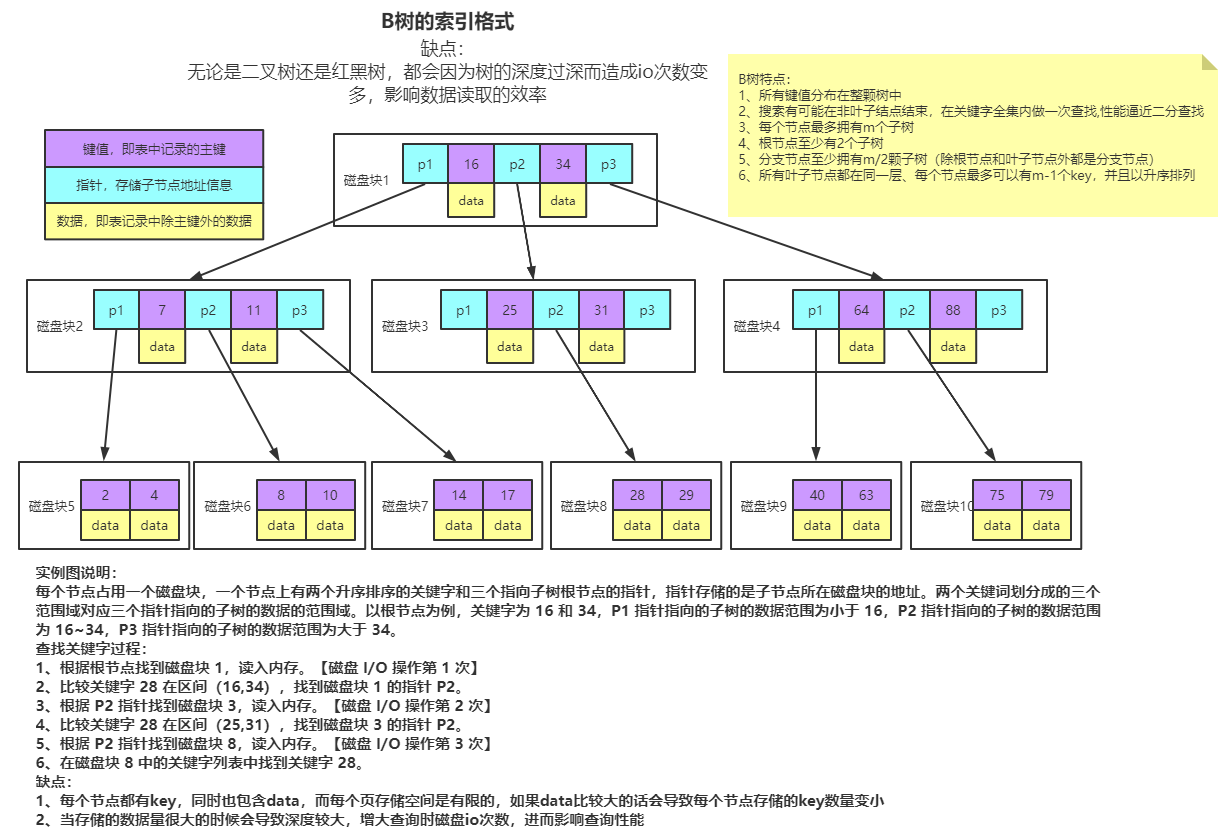 B树的索引格式
缺点：
无论是二叉树还是红黑树，都会因为树的深度过深而造成io次数变
多，影响数据读取的效率
B树特点：
1、所有键值分布在整颗树中
2、搜索有可能在非叶子结点结束，在关键字全集内做一次查找,性能逼近二分查找
3、每个节点最多拥有m个子树
4、根节点至少有2个子树
5、分支节点至少拥有m/2颗子树（除根节点和叶子节点外都是分支节点）
6、所有叶子节点都在同一层、每个节点最多可以有m-1个key，并且以升序排列
键值，即表中记录的主键
指针，存储子节点地址信息
数据，即表记录中除主键外的数据
磁盘块1
p1 16 p2 34 p3
data data
磁盘块2
p1 7 p2 11 p3
data data
磁盘块3
p1 25 p2 31 p3
data data
磁盘块4
p1 64 p2 88 p3
data data
磁盘块5
2 4
data data
磁盘块6
8 10
data data
磁盘块7
14 17
data data
磁盘块8
28 29
data data
磁盘块9
40 63
data data
磁盘块10
75 79
data data
实例图说明：
每个节点占用一个磁盘块，一个节点上有两个升序排序的关键字和三个指向子树根节点的指针，指针存储的是子节点所在磁盘块的地址。两个关键词划分成的三个
范围域对应三个指针指向的子树的数据的范围域。以根节点为例，关键字为 16 和 34，P1 指针指向的子树的数据范围为小于 16，P2 指针指向的子树的数据范围
为 16~34，P3 指针指向的子树的数据范围为大于 34。
查找关键字过程：
1、根据根节点找到磁盘块 1，读入内存。【磁盘 I/O 操作第 1 次】
2、比较关键字 28 在区间（16,34），找到磁盘块 1 的指针 P2。
3、根据 P2 指针找到磁盘块 3，读入内存。【磁盘 I/O 操作第 2 次】
4、比较关键字 28 在区间（25,31），找到磁盘块 3 的指针 P2。
5、根据 P2 指针找到磁盘块 8，读入内存。【磁盘 I/O 操作第 3 次】
6、在磁盘块 8 中的关键字列表中找到关键字 28。
缺点：
1、每个节点都有key，同时也包含data，而每个页存储空间是有限的，如果data比较大的话会导致每个节点存储的key数量变小
2、当存储的数据量很大的时候会导致深度较大，增大查询时磁盘io次数，进而影响查询性能